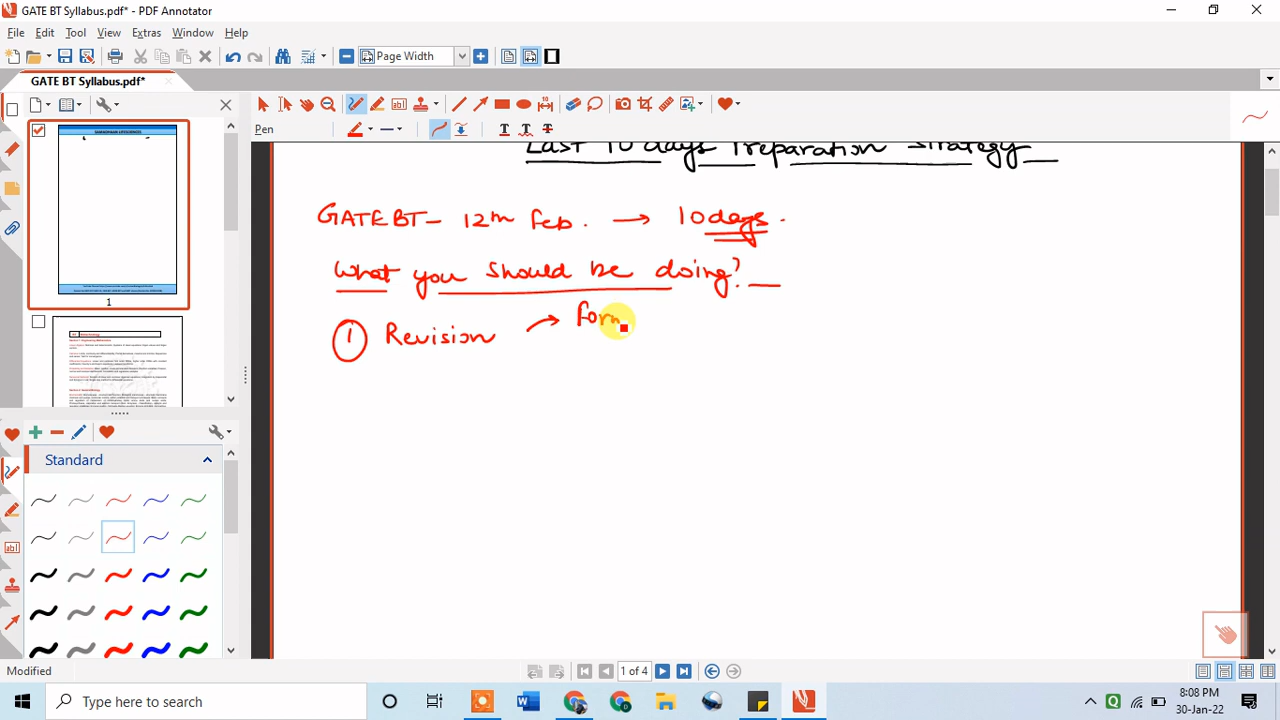 GATE BT Syllabus.pdf* - PDF Annotator
File Edit Tool Extras Window Help
Page Width
GATE BT Syllabus.pdf*
Pen
1
Standard
Last 10 days Preparation Strategy
GATE BT - 12th Feb. → 10 days.
What you should be doing?
① Revision → form
Modified
1 of 4
Type here to search
8:08 PM
30-Jan-22